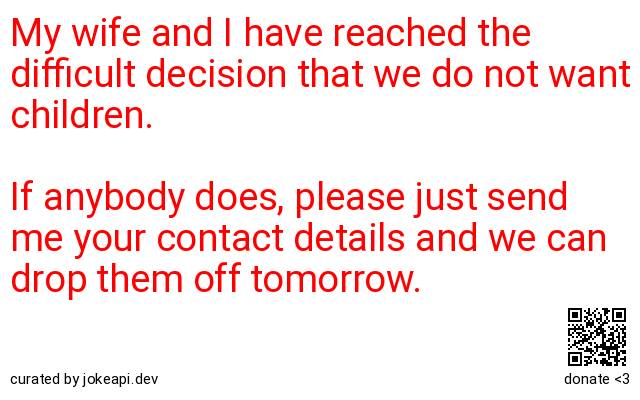 My wife and I have reached the
difficult decision that we do not want
children.
If anybody does, please just send
me your contact details and we can
drop them off tomorrow.
curated by jokeapi.dev
donate <3